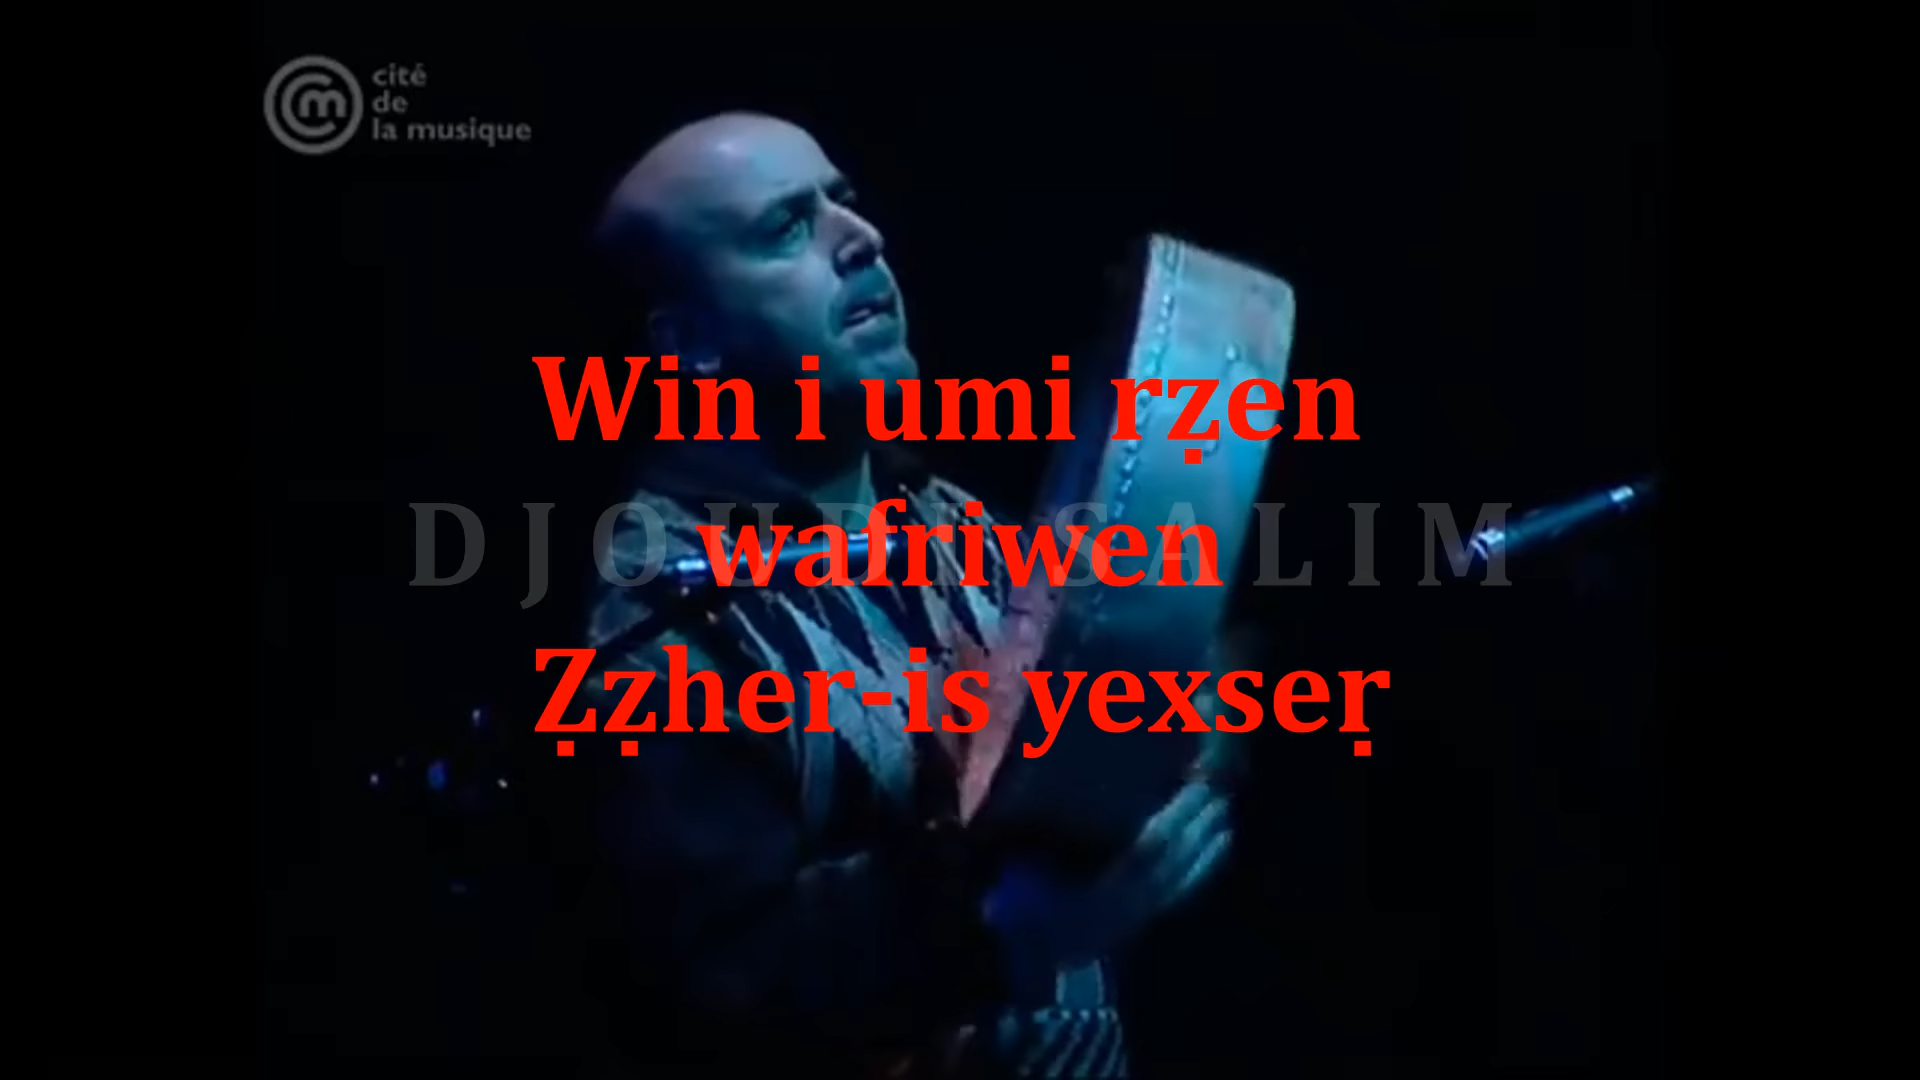 cité
de
la musique
Win i umi rẓen
wafriwen
DJOUDI SALIM
Ẓẓher-is yexseṛ